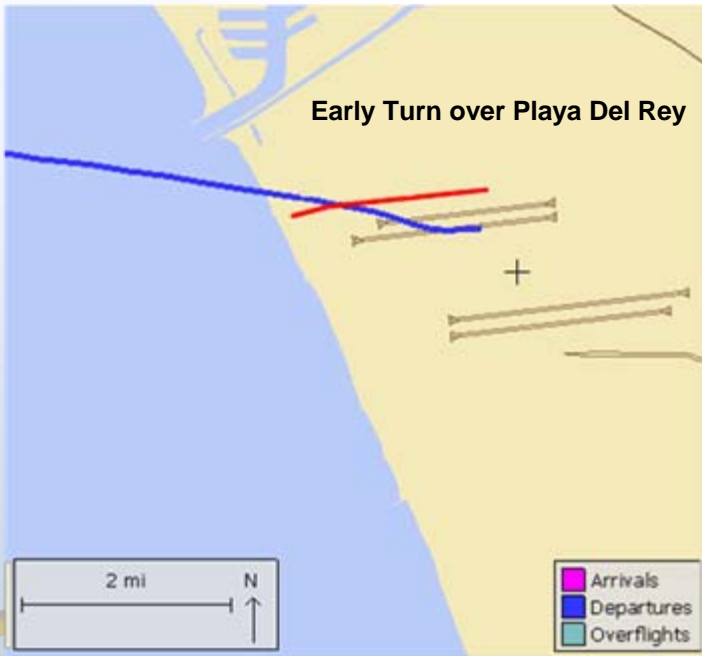 Early Turn over Playa Del Rey
2 mi
N
Arrivals
Departures
Overflights